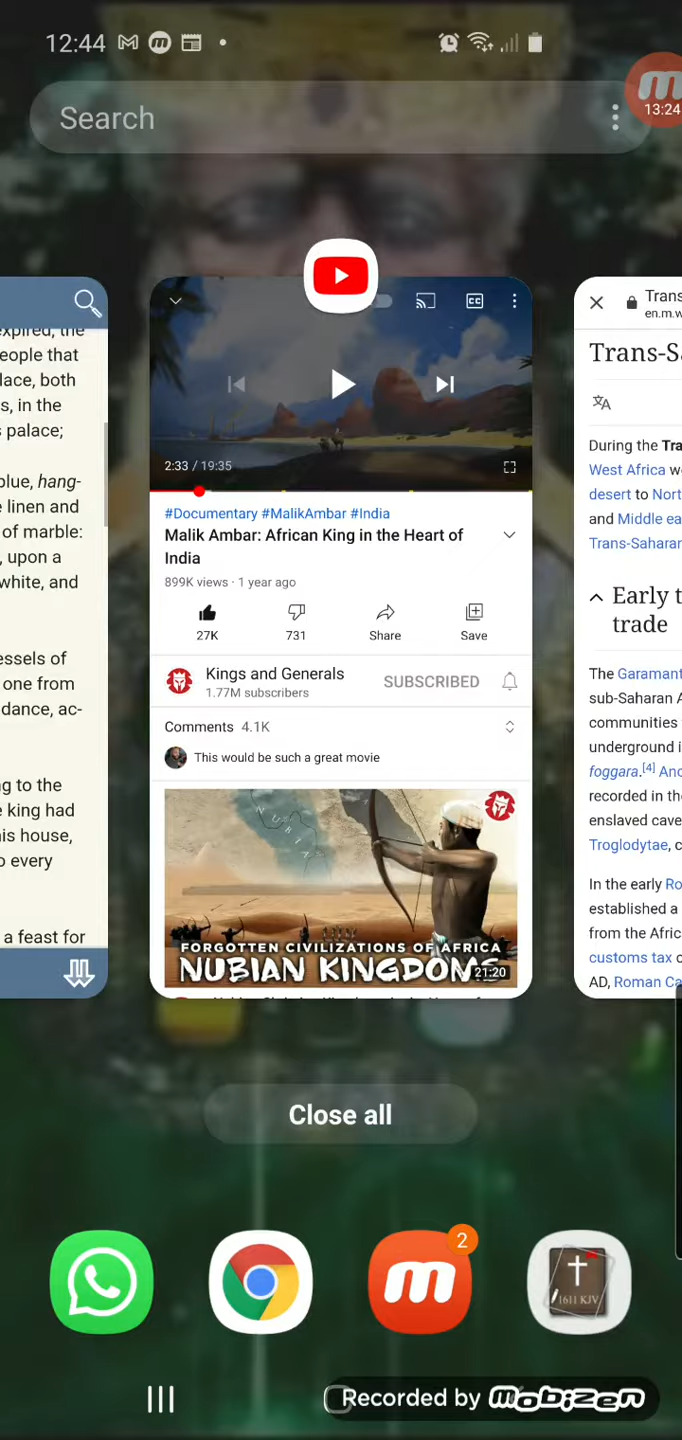 12:44
13:24
Search
expired, the
eople that
lace, both
s, in the
s palace;
blue, hang-
e linen and
of marble:
, upon a
white, and
essels of
one from
dance, ac-
g to the
e king had
his house,
o every
a feast for
CC
2:33 / 19:35
#Documentary #MalikAmbar #India
Malik Ambar: African King in the Heart of
India
899K views · 1 year ago
27K
731
Share
Save
Kings and Generals
1.77M subscribers
SUBSCRIBED
Comments 4.1K
This would be such a great movie
NUBIA
FORGOTTEN CIVILIZATIONS OF AFRICA
NUBIAN KINGDOMS
21:20
Trans
en.m.w
Trans-Sa
During the Tra
West Africa w
desert to Nort
and Middle ea
Trans-Saharan
Early t
trade
The Garamant
sub-Saharan A
communities
underground i
foggara.[4] Ano
recorded in the
enslaved cave
Troglodytae, c
In the early Ro
established a
from the Afric
customs tax o
AD, Roman Ca
Close all
2
1611 KJV
Recorded by mobizen